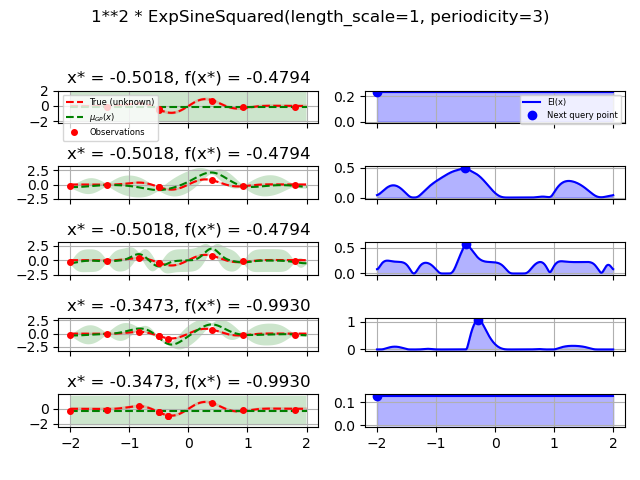 1**2 * ExpSineSquared(length_scale=1, periodicity=3)
x* = -0.5018, f(x*) = -0.4794
2
0
−2
True (unknown)
μGP(x)
Observations
0.2
0.0
EI(x)
Next query point
x* = -0.5018, f(x*) = -0.4794
2.5
0.0
−2.5
0.5
0.0
x* = -0.5018, f(x*) = -0.4794
2.5
0.0
−2.5
0.5
0.0
x* = -0.3473, f(x*) = -0.9930
2.5
0.0
−2.5
1
0
x* = -0.3473, f(x*) = -0.9930
0
−2
0.1
0.0
−2 −1 0 1 2
−2 −1 0 1 2